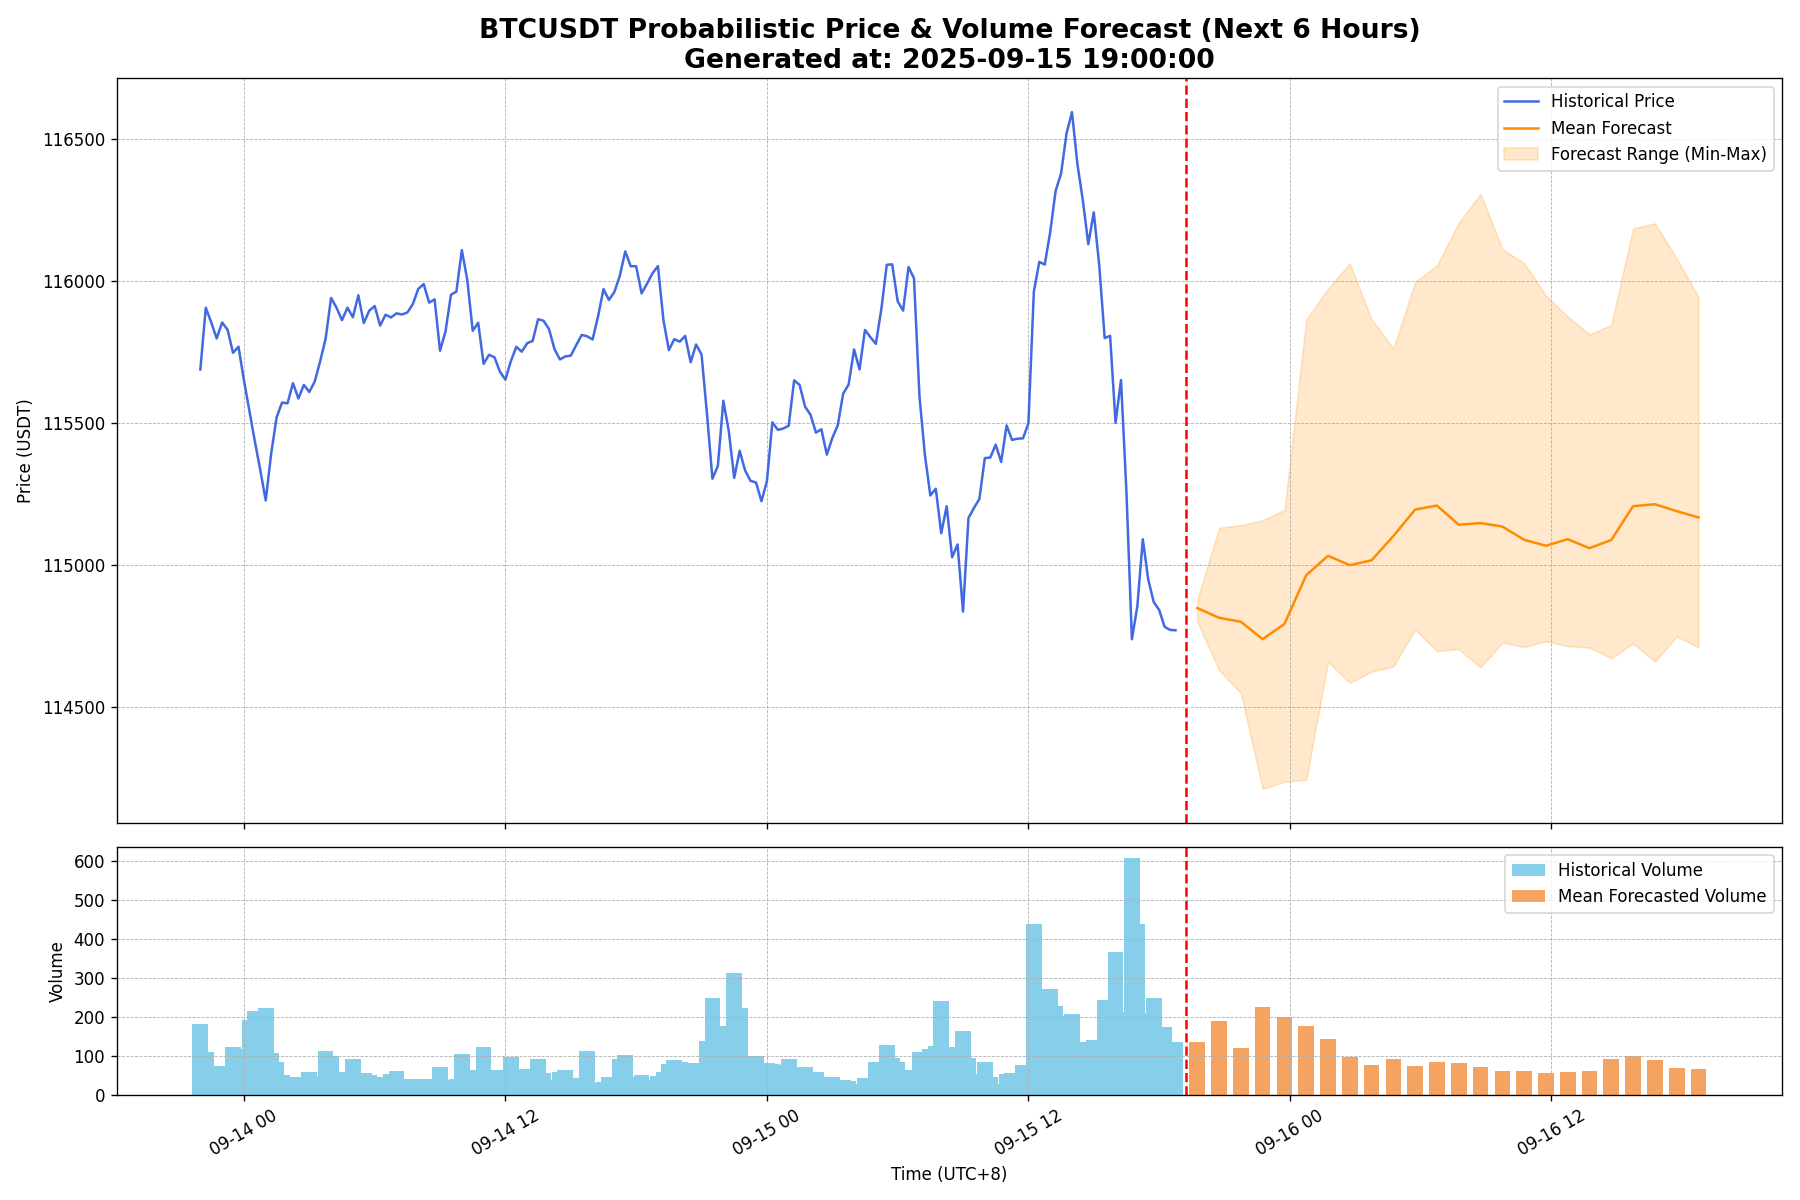 BTCUSDT Probabilistic Price & Volume Forecast (Next 6 Hours)
Generated at: 2025-09-15 19:00:00
Historical Price
Mean Forecast
Forecast Range (Min-Max)
116500
116000
115500
115000
114500
Price (USDT)
Historical Volume
Mean Forecasted Volume
600
500
400
300
200
100
0
Volume
09-14 00
09-14 12
09-15 00
09-15 12
09-16 00
09-16 12
Time (UTC+8)